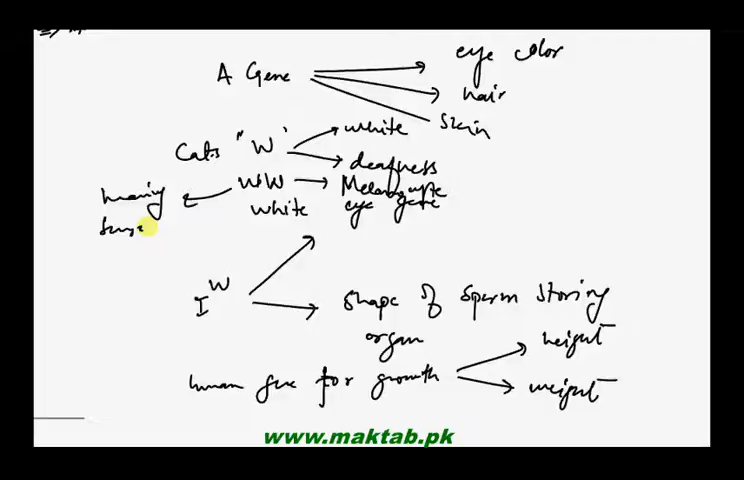 eye color
A Gene
hair
skin
white
Cats "W"
deafness
WW Melanocyte
hearing
white eye
I^W
shape of sperm storing
organ
height
human gene for growth
weight
www.maktab.pk